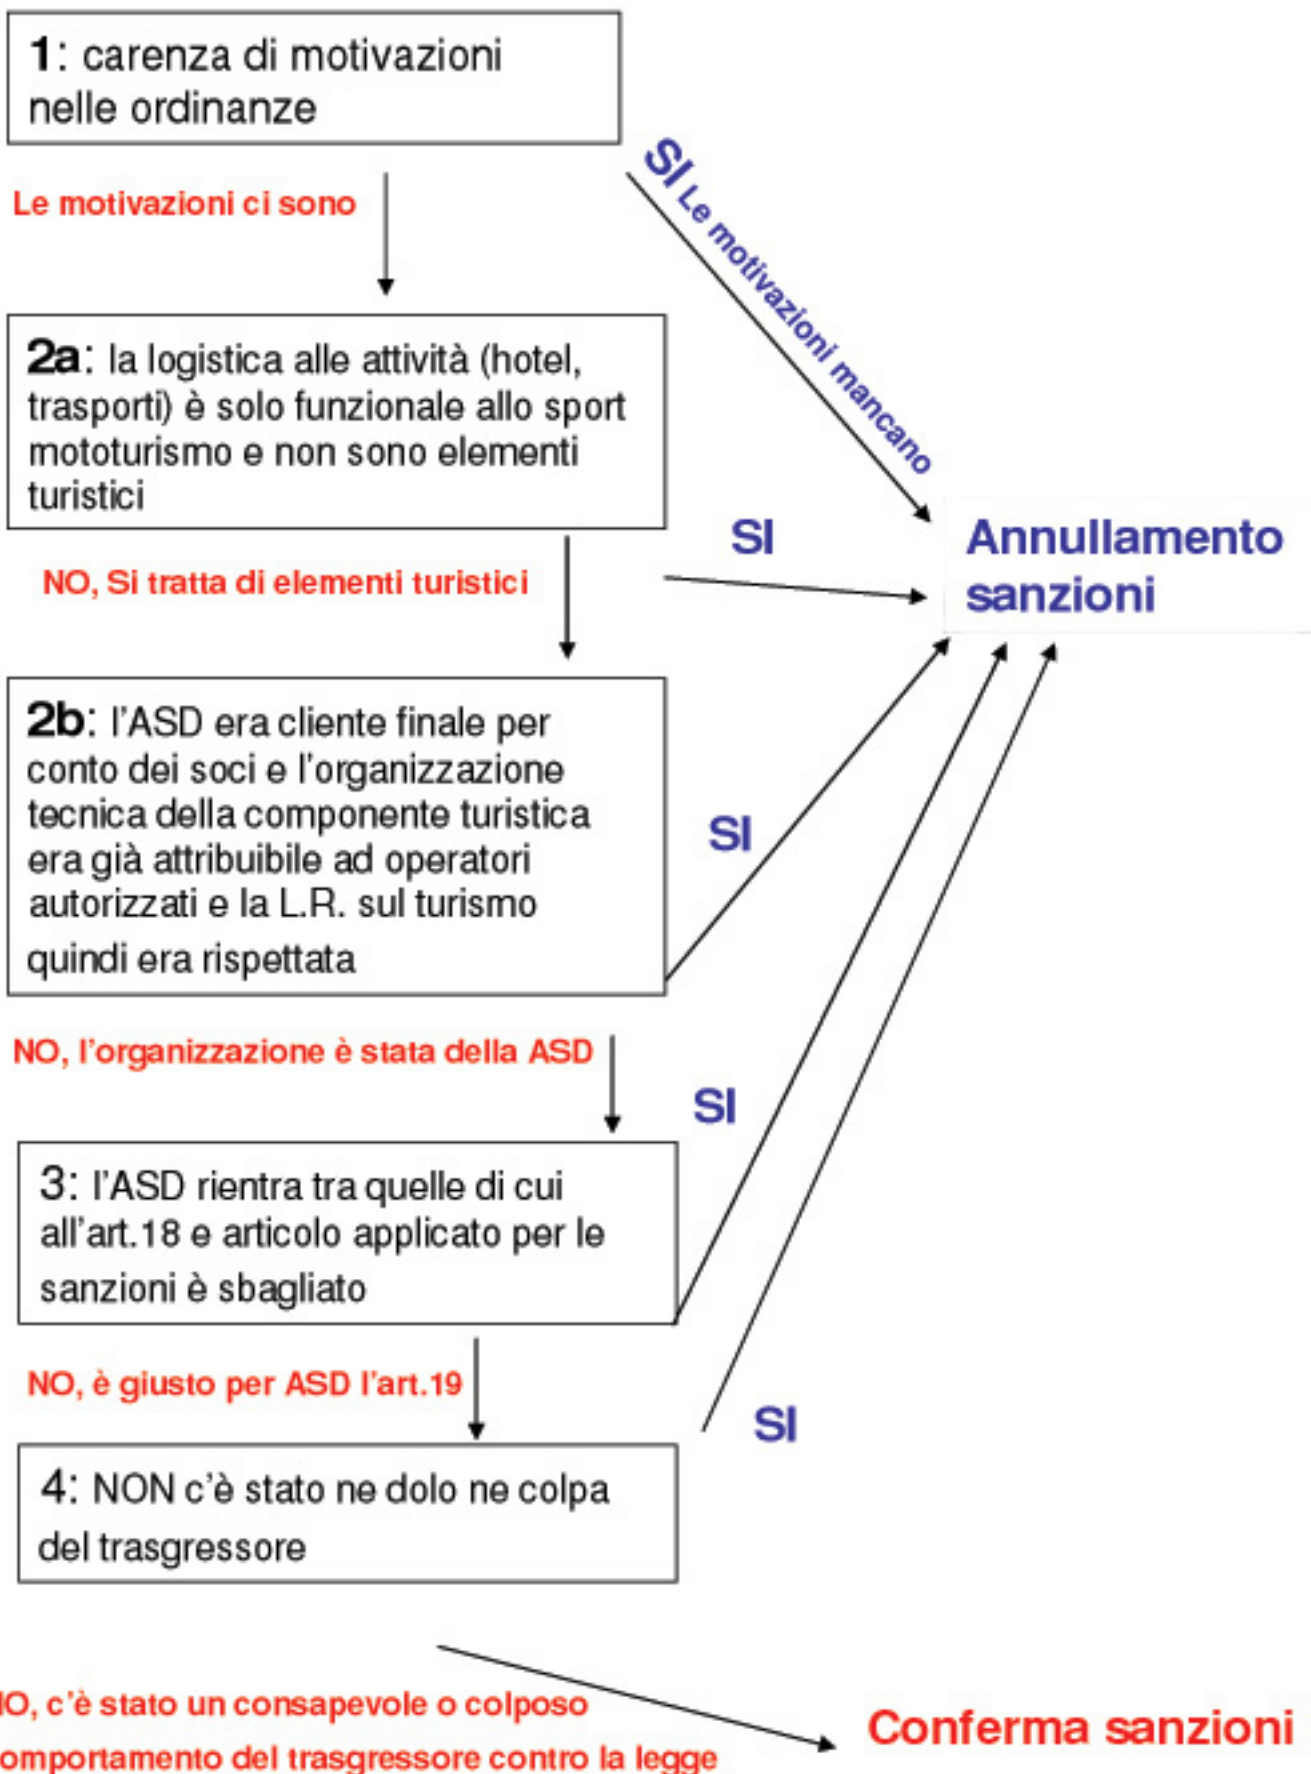 1: carenza di motivazioni
nelle ordinanze
Le motivazioni ci sono
SI Le motivazioni mancano
2a: la logistica alle attività (hotel,
trasporti) è solo funzionale allo sport
mototurismo e non sono elementi
turistici
SI
Annullamento
sanzioni
NO, Si tratta di elementi turistici
2b: l'ASD era cliente finale per
conto dei soci e l'organizzazione
tecnica della componente turistica
era già attribuibile ad operatori
autorizzati e la L.R. sul turismo
quindi era rispettata
SI
NO, l'organizzazione è stata della ASD
SI
3: l'ASD rientra tra quelle di cui
all'art.18 e articolo applicato per le
sanzioni è sbagliato
NO, è giusto per ASD l'art.19
SI
4: NON c'è stato ne dolo ne colpa
del trasgressore
NO, c'è stato un consapevole o colposo
comportamento del trasgressore contro la legge
Conferma sanzioni